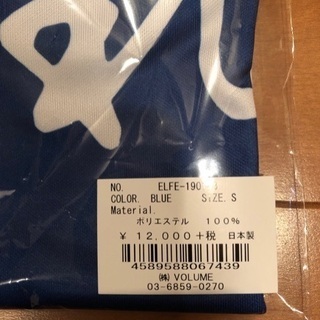 NO. ELFE-190
COLOR. BLUE SIZE. S
Material.
ポリエステル 100%
¥ 12,000+税 日本製
4589588067439
㈱ VOLUME
03-6859-0270